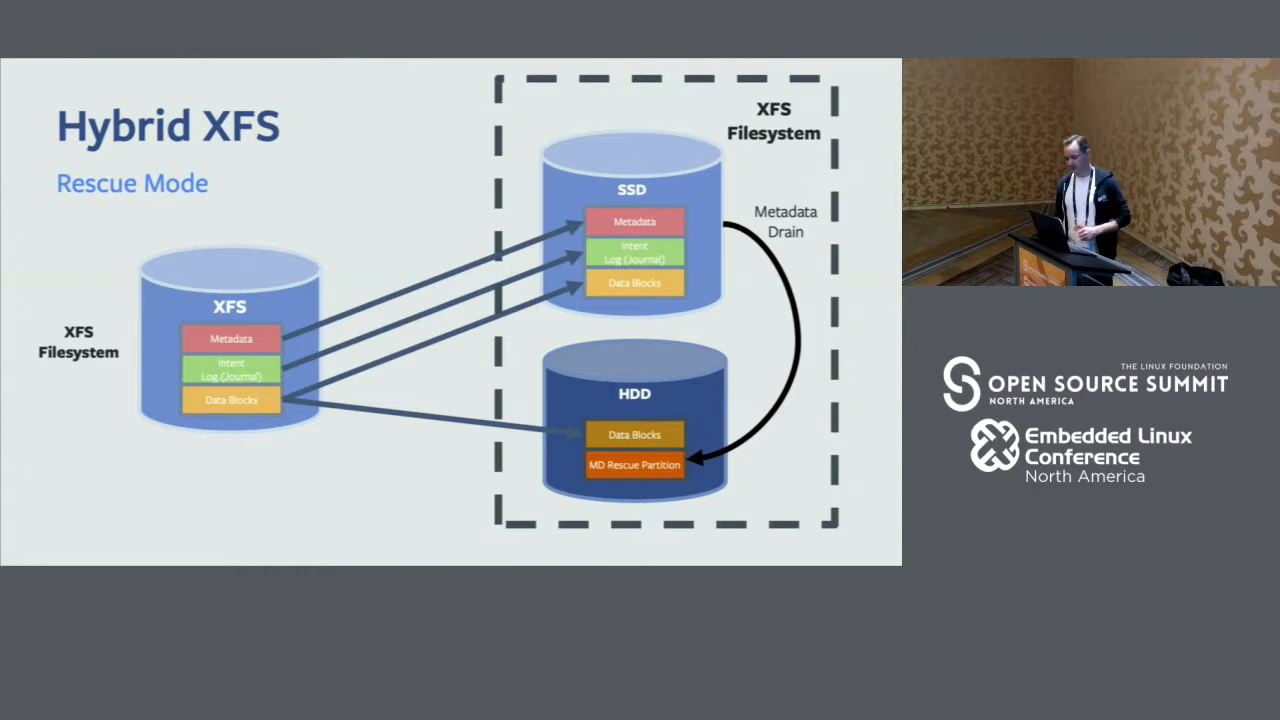 Hybrid XFS
Rescue Mode
XFS
Filesystem
XFS
Metadata
Intent
Log (Journal)
Data Blocks
XFS
Filesystem
SSD
Metadata
Intent
Log (Journal)
Data Blocks
Metadata
Drain
HDD
Data Blocks
MD Rescue Partition
THE LINUX FOUNDATION
OPEN SOURCE SUMMIT
NORTH AMERICA
Embedded Linux
Conference
North America